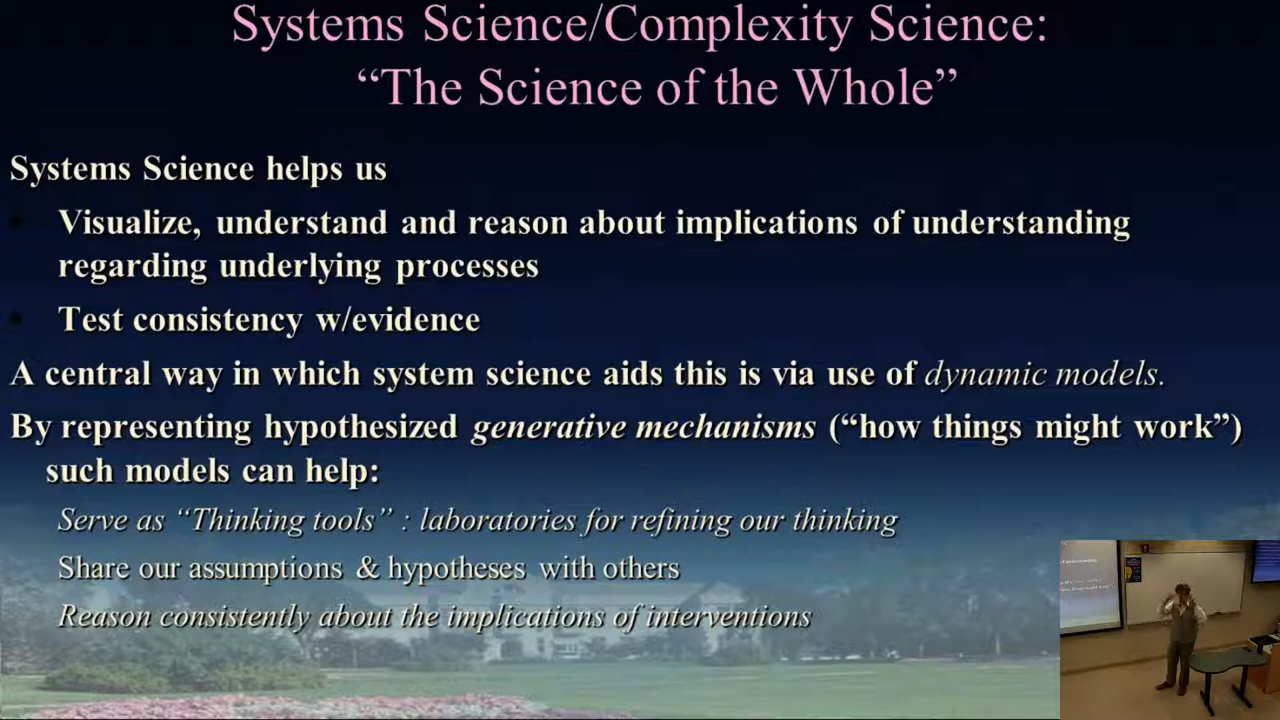 Systems Science/Complexity Science:
“The Science of the Whole”
Systems Science helps us
Visualize, understand and reason about implications of understanding
regarding underlying processes
Test consistency w/evidence
A central way in which system science aids this is via use of dynamic models.
By representing hypothesized generative mechanisms (“how things might work”)
such models can help:
Serve as “Thinking tools” : laboratories for refining our thinking
Share our assumptions & hypotheses with others
Reason consistently about the implications of interventions